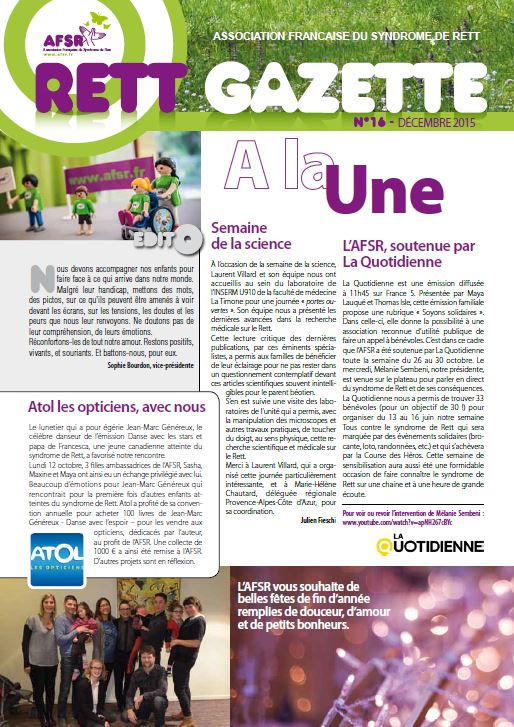 AFSR
Association Française du Syndrome de Rett
www.afsr.fr
ASSOCIATION FRANCAISE DU SYNDROME DE RETT
RETT GAZETTE
N°16 - DÉCEMBRE 2015
www.afsr.fr
EDITO
Nous devons accompagner nos enfants pour
faire face à ce qui arrive dans notre monde.
Malgré leur handicap, mettons des mots,
des pictos, sur ce qu'ils peuvent être amenés à voir
devant les écrans, sur les tensions, les doutes et les
peurs que nous leur renvoyons. Ne doutons pas de
leur compréhension, de leurs émotions.
Réconfortons-les de tout notre amour. Restons positifs,
vivants, et souriants. Et battons-nous, pour eux.
Sophie Bourdon, vice-présidente
Atol les opticiens, avec nous
Le lunetier qui a pour égérie Jean-Marc Généreux, le
célèbre danseur de l'émission Danse avec les stars et
papa de Francesca, une jeune canadienne atteinte du
syndrome de Rett, a favorisé notre rencontre.
Lundi 12 octobre, 3 filles ambassadrices de l'AFSR, Sasha,
Maxine et Maya ont ainsi eu un échange privilégié avec lui.
Beaucoup d'émotions pour Jean-Marc Généreux qui
rencontrait pour la première fois d'autres enfants at-
teintes du syndrome de Rett. Atol a profité de sa conven-
tion annuelle pour acheter 100 livres de Jean-Marc
Généreux - Danse avec l'espoir – pour les vendre aux
opticiens, dédicacés par l'auteur,
au profit de l'AFSR. Une collecte de
1000 € a ainsi été remise à l'AFSR.
D'autres projets sont en réflexion.
ATOL
LES OPTICIENS
A la Une
Semaine
de la science
À l'occasion de la semaine de la science,
Laurent Villard et son équipe nous ont
accueillis au sein du laboratoire de
l'INSERM U910 de la faculté de médecine
La Timone pour une journée « portes ou-
vertes ». Son équipe nous a présenté les
dernières avancées dans la recherche
médicale sur le Rett.
Cette lecture critique des dernières
publications, par ces éminents spécia-
listes, a permis aux familles de bénéficier
de leur éclairage pour ne pas rester dans
un questionnement contemplatif devant
ces articles scientifiques souvent inintelli-
gibles pour le parent béotien.
S'en est suivie une visite des labo-
ratoires de l'unité qui a permis, avec
la manipulation des microscopes et
autres travaux pratiques, de toucher
du doigt, au sens physique, cette re-
cherche scientifique et médicale sur
le Rett.
Merci à Laurent Villard, qui a orga-
nisé cette journée particulièrement
intéressante, et à Marie-Hélène
Chautard, déléguée régionale
Provence-Alpes-Côte d'Azur, pour
sa coordination.
Julien Fieschi
L'AFSR, soutenue par
La Quotidienne
La Quotidienne est une émission diffusée
à 11h45 sur France 5. Présentée par Maya
Lauqué et Thomas Isle, cette émission familiale
propose une rubrique « Soyons solidaires ».
Dans celle-ci, elle donne la possibilité à une
association reconnue d'utilité publique de
faire un appel à bénévoles. C'est dans ce cadre
que l'AFSR a été soutenue par La Quotidienne
toute la semaine du 26 au 30 octobre. Le
mercredi, Mélanie Sembeni, notre présidente,
est venue sur le plateau pour parler en direct
du syndrome de Rett et de ses conséquences.
La Quotidienne nous a permis de trouver 33
bénévoles (pour un objectif de 30 !) pour
organiser du 13 au 16 juin notre semaine
Tous contre le syndrome de Rett qui sera
marquée par des évènements solidaires (bro-
cante, loto, randonnées, etc.) et qui s'achèvera
par la Course des Héros. Cette semaine de
sensibilisation aura aussi été une formidable
occasion de faire connaître le syndrome de
Rett sur une chaîne et à une heure de grande
écoute.
Pour voir ou revoir l'intervention de Mélanie Sembeni :
www.youtube.com/watch?v=apNH267cBYc
LA
QUOTIDIENNE
L'AFSR vous souhaite de
belles fêtes de fin d'année
remplies de douceur, d'amour
et de petits bonheurs.